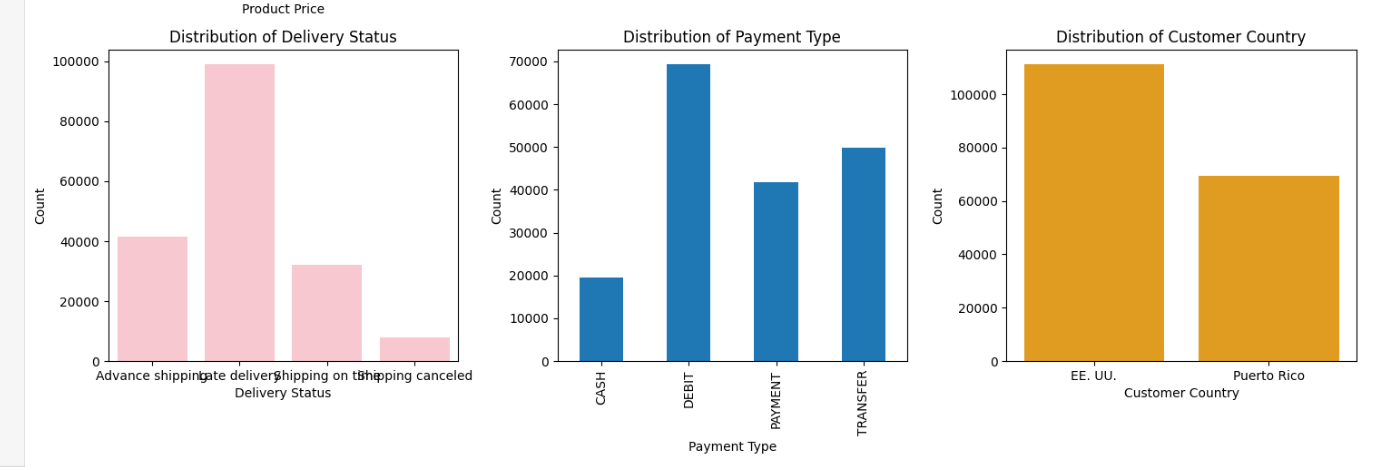 Product Price
Distribution of Delivery Status
100000
80000
60000
40000
20000
0
Count
Advance shipping
Late delivery
Shipping on time
Shipping canceled
Delivery Status
Distribution of Payment Type
70000
60000
50000
40000
30000
20000
10000
0
Count
CASH
DEBIT
PAYMENT
TRANSFER
Payment Type
Distribution of Customer Country
100000
80000
60000
40000
20000
0
Count
EE. UU.
Puerto Rico
Customer Country